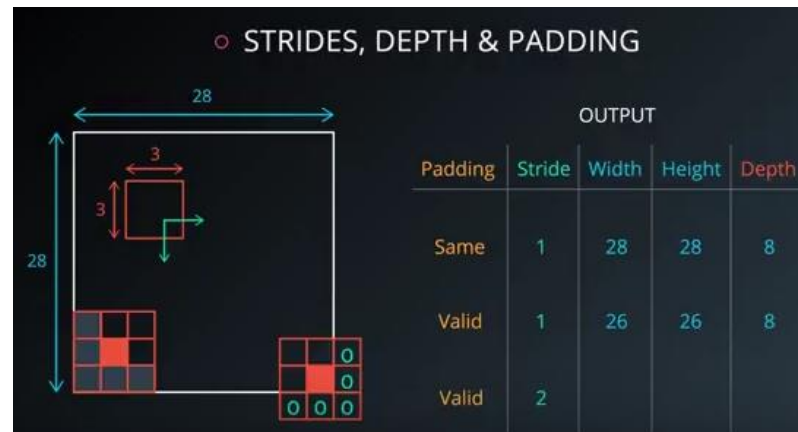 STRIDES, DEPTH & PADDING
28
28
3
3
0
0
0 0 0
OUTPUT
Padding Stride Width Height Depth
Same 1 28 28 8
Valid 1 26 26 8
Valid 2